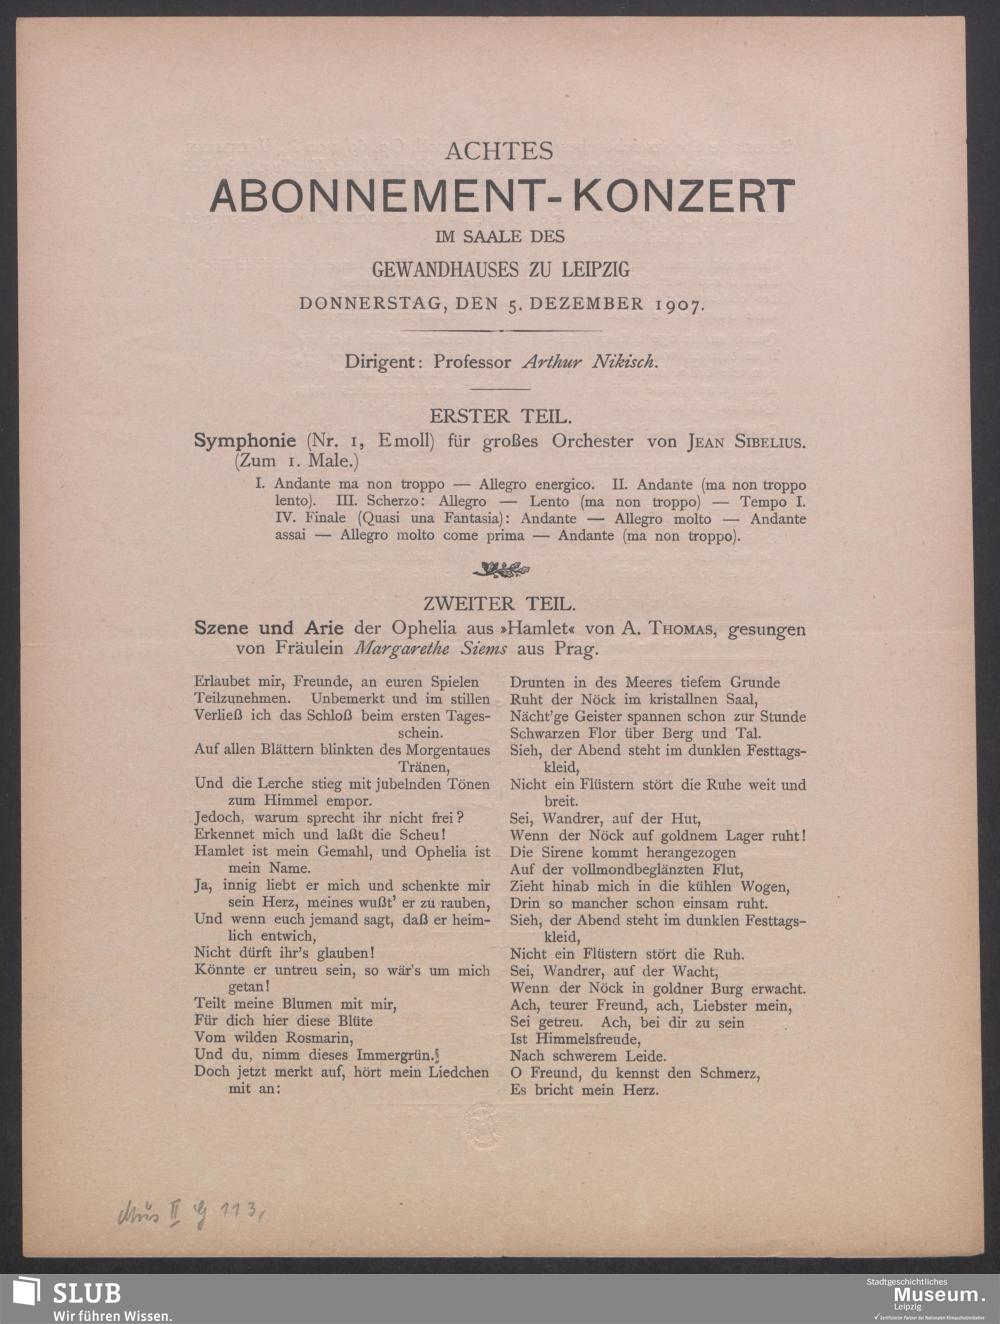 ACHTES
ABONNEMENT-KONZERT
IM SAALE DES
GEWANDHAUSES ZU LEIPZIG
DONNERSTAG, DEN 5. DEZEMBER 1907.
Dirigent: Professor Arthur Nikisch.
ERSTER TEIL.
Symphonie (Nr. 1, Emoll) für großes Orchester von JEAN SIBELIUS.
(Zum 1. Male.)
I. Andante ma non troppo — Allegro energico. II. Andante (ma non troppo
lento). III. Scherzo: Allegro — Lento (ma non troppo) — Tempo I.
IV. Finale (Quasi una Fantasia): Andante — Allegro molto — Andante
assai — Allegro molto come prima — Andante (ma non troppo).
ZWEITER TEIL.
Szene und Arie der Ophelia aus »Hamlet« von A. THOMAS, gesungen
von Fräulein Margarethe Siems aus Prag.
Erlaubet mir, Freunde, an euren Spielen
Teilzunehmen. Unbemerkt und im stillen
Verließ ich das Schloß beim ersten Tages-
schein.
Auf allen Blättern blinkten des Morgentaues
Tränen,
Und die Lerche stieg mit jubelnden Tönen
zum Himmel empor.
Jedoch, warum sprecht ihr nicht frei?
Erkennet mich und laßt die Scheu!
Hamlet ist mein Gemahl, und Ophelia ist
mein Name.
Ja, innig liebt er mich und schenkte mir
sein Herz, meines wußt' er zu rauben,
Und wenn euch jemand sagt, daß er heim-
lich entwich,
Nicht dürft ihr's glauben!
Könnte er untreu sein, so wär's um mich
getan!
Teilt meine Blumen mit mir,
Für dich hier diese Blüte
Vom wilden Rosmarin,
Und du, nimm dieses Immergrün.
Doch jetzt merkt auf, hört mein Liedchen
mit an:
Drunten in des Meeres tiefem Grunde
Ruht der Nöck im kristallnen Saal,
Nächt'ge Geister spannen schon zur Stunde
Schwarzen Flor über Berg und Tal.
Sieh, der Abend steht im dunklen Festtags-
kleid,
Nicht ein Flüstern stört die Ruhe weit und
breit.
Sei, Wandrer, auf der Hut,
Wenn der Nöck auf goldnem Lager ruht!
Die Sirene kommt herangezogen
Auf der vollmondbeglänzten Flut,
Zieht hinab mich in die kühlen Wogen,
Drin so mancher schon einsam ruht.
Sieh, der Abend steht im dunklen Festtags-
kleid,
Nicht ein Flüstern stört die Ruh.
Sei, Wandrer, auf der Wacht,
Wenn der Nöck in goldner Burg erwacht.
Ach, teurer Freund, ach, Liebster mein,
Sei getreu. Ach, bei dir zu sein
Ist Himmelsfreude,
Nach schwerem Leide.
O Freund, du kennst den Schmerz,
Es bricht mein Herz.
Mus II G 113,
SLUB
Wir führen Wissen.
Stadtgeschichtliches
Museum.
Leipzig
Zertifizierter Partner der Nationalen Klimaschutzinitiative